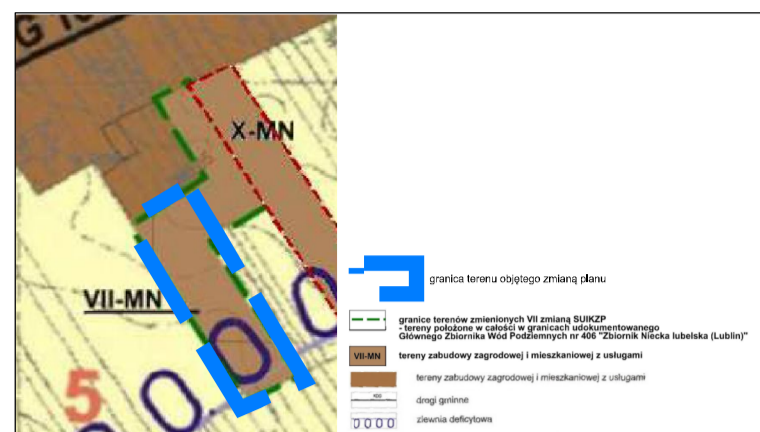 X-MN
VII-MN
5
granica terenu objętego zmianą planu
granice terenów zmienionych VII zmianą SUIKZP
- tereny położone w całości w granicach udokumentowanego
Głównego Zbiornika Wód Podziemnych nr 406 "Zbiornik Niecka lubelska (Lublin)"
VII-MN tereny zabudowy zagrodowej i mieszkaniowej z usługami
tereny zabudowy zagrodowej i mieszkaniowej z usługami
drogi gminne
zlewnia deficytowa